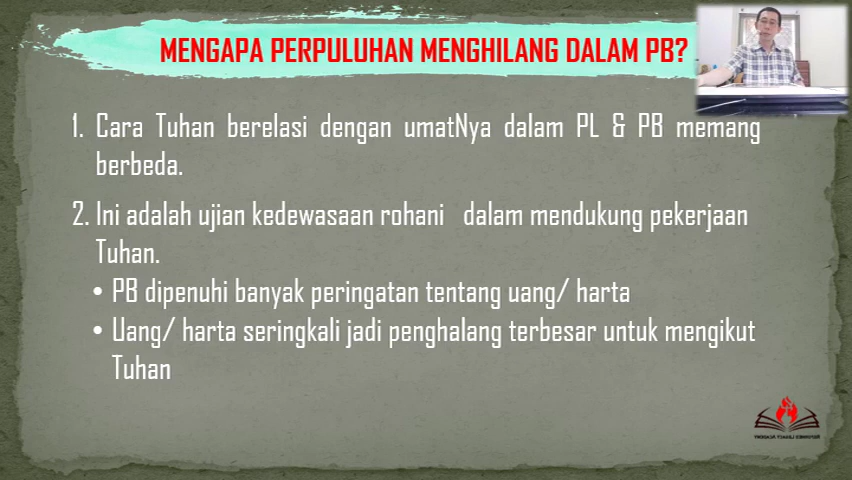 MENGAPA PERPULUHAN MENGHILANG DALAM PB?
1. Cara Tuhan berelasi dengan umatNya dalam PL & PB memang
berbeda.
2. Ini adalah ujian kedewasaan rohani dalam mendukung pekerjaan
Tuhan.
• PB dipenuhi banyak peringatan tentang uang/ harta
• Uang/ harta seringkali jadi penghalang terbesar untuk mengikut
Tuhan